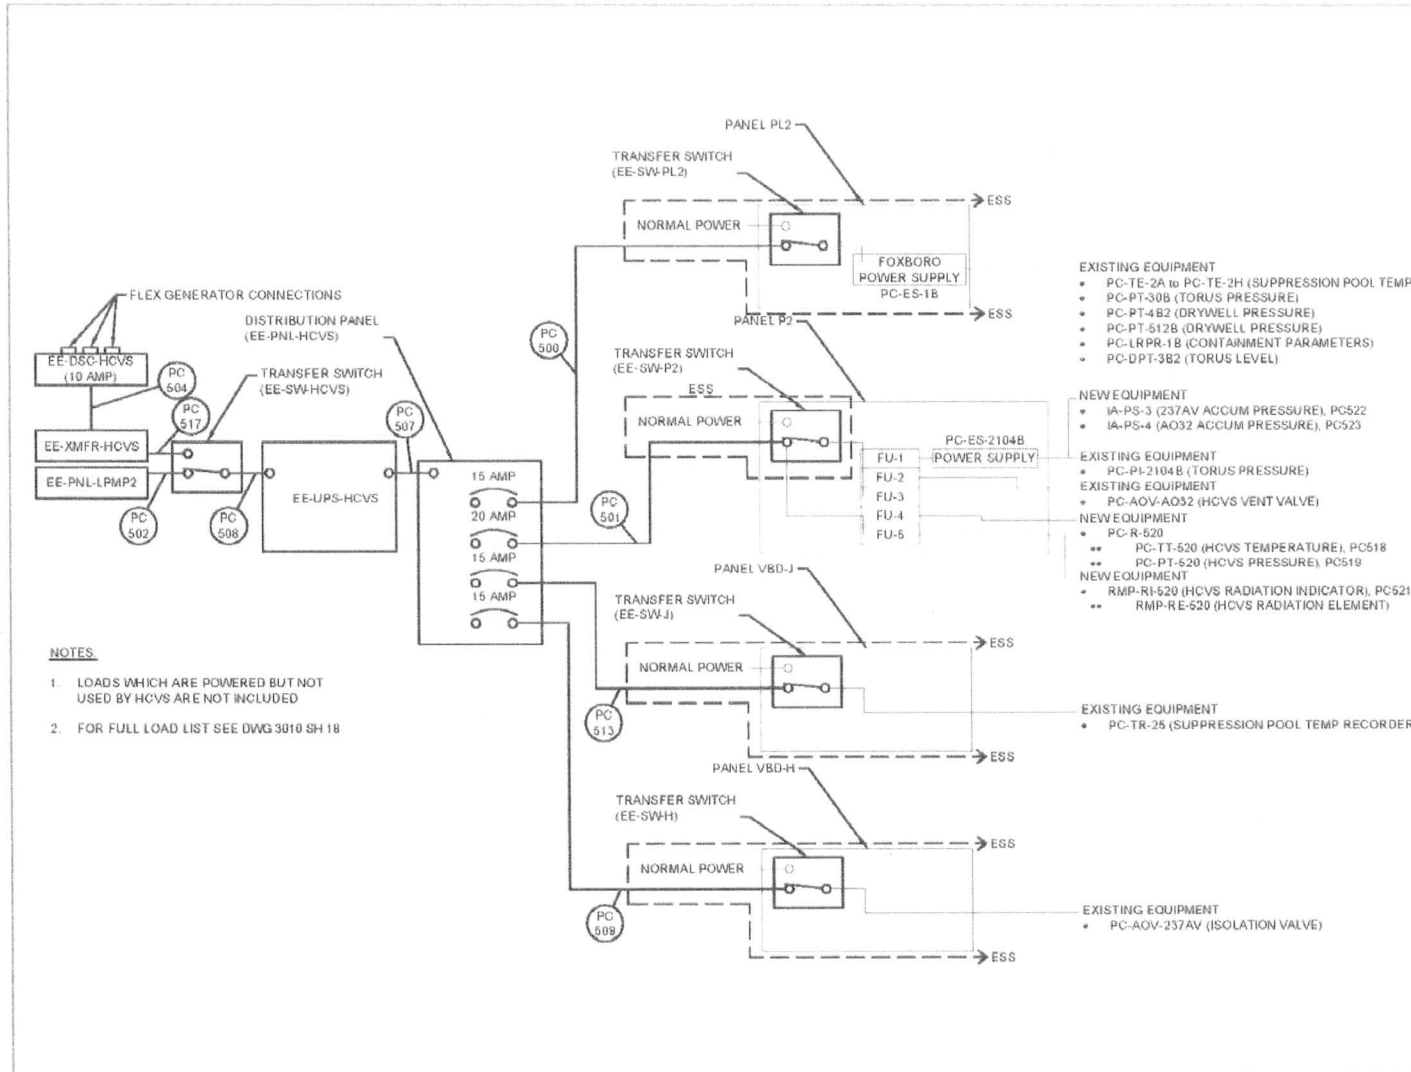 PANEL PL2
TRANSFER SWITCH
(EE-SW-PL2)
ESS
NORMAL POWER
FOXBORO
POWER SUPPLY
PC-ES-1B
ESS
EXISTING EQUIPMENT
• PC-TE-2A to PC-TE-2H (SUPPRESSION POOL TEMP
• PC-PT-30B (TORUS PRESSURE)
• PC-PT-4B2 (DRYWELL PRESSURE)
• PC-PT-512B (DRYWELL PRESSURE)
• PC-LRPR-1B (CONTAINMENT PARAMETERS)
• PC-DPT-3B2 (TORUS LEVEL)
FLEX GENERATOR CONNECTIONS
DISTRIBUTION PANEL
(EE-PNL-HCVS)
EE-DSC-HCVS
(10 AMP)
PC
504
TRANSFER SWITCH
(EE-SW-HCVS)
PC
517
EE-XMFR-HCVS
EE-PNL-LPMP2
PC
502
PC
508
EE-UPS-HCVS
PC
507
15 AMP
20 AMP
15 AMP
15 AMP
PC
500
PC
501
PANEL P2
TRANSFER SWITCH
(EE-SW-P2)
ESS
NORMAL POWER
FU-1
FU-2
FU-3
FU-4
FU-5
PC-ES-2104B
POWER SUPPLY
NEW EQUIPMENT
• IA-PS-3 (237AV ACCUM PRESSURE), PC522
• IA-PS-4 (AO32 ACCUM PRESSURE), PC523
EXISTING EQUIPMENT
• PC-PI-2104B (TORUS PRESSURE)
EXISTING EQUIPMENT
• PC-AOV-AO32 (HCVS VENT VALVE)
NEW EQUIPMENT
• PC-R-520
•• PC-TT-520 (HCVS TEMPERATURE), PC518
•• PC-PT-520 (HCVS PRESSURE), PC519
NEW EQUIPMENT
• RMP-RI-520 (HCVS RADIATION INDICATOR), PC521
•• RMP-RE-520 (HCVS RADIATION ELEMENT)
PANEL VBD-J
TRANSFER SWITCH
(EE-SW-J)
ESS
NORMAL POWER
PC
513
ESS
EXISTING EQUIPMENT
• PC-TR-25 (SUPPRESSION POOL TEMP RECORDER
NOTES:
1. LOADS WHICH ARE POWERED BUT NOT
USED BY HCVS ARE NOT INCLUDED
2. FOR FULL LOAD LIST SEE DWG 3010 SH 18
PANEL VBD-H
TRANSFER SWITCH
(EE-SW-H)
ESS
NORMAL POWER
PC
509
ESS
EXISTING EQUIPMENT
• PC-AOV-237AV (ISOLATION VALVE)